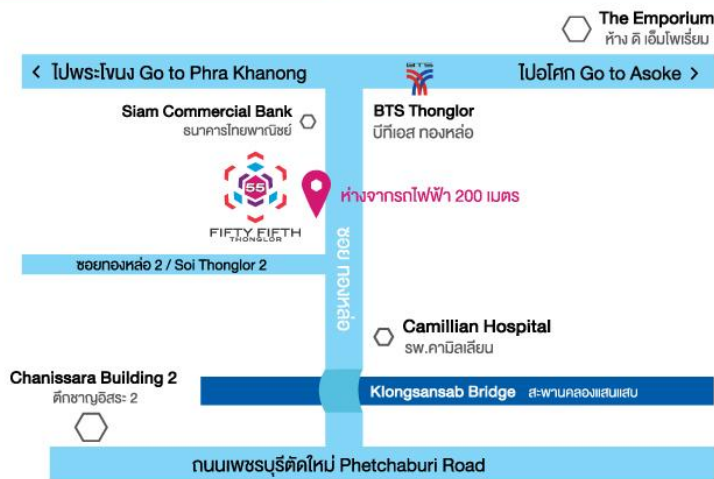 The Emporium
ห้าง ดิ เอ็มโพเรี่ยม
< ไปพระโขนง Go to Phra Khanong
BTS
ไปอโศก Go to Asoke >
Siam Commercial Bank
ธนาคารไทยพาณิชย์
BTS Thonglor
บีทีเอส ทองหล่อ
55
FIFTY FIFTH
THONGLOR
ห่างจากรถไฟฟ้า 200 เมตร
ซอยทองหล่อ 2 / Soi Thonglor 2
ซอย ทองหล่อ
Camillian Hospital
รพ.คามิลเลียน
Chanissara Building 2
ตึกชาญอิสระ 2
Klongsansab Bridge สะพานคลองแสนแสบ
ถนนเพชรบุรีตัดใหม่ Phetchaburi Road